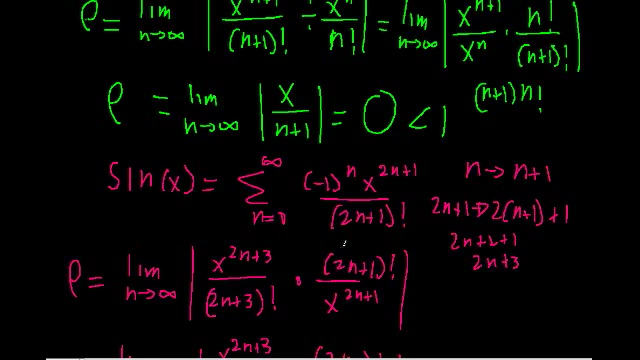 ρ = lim n→∞ | x^(n+1)/(n+1)! ÷ x^n/n! | = lim n→∞ | x^(n+1)/x^n · n!/(n+1)! |
(n+1) n!
ρ = lim n→∞ | x/(n+1) | = 0 < 1
Sin(x) = ∑ n=0 ∞ (-1)^n x^(2n+1)/(2n+1)!
n → n+1
2n+1 → 2(n+1)+1
2n+2+1
2n+3
ρ = lim n→∞ | x^(2n+3)/(2n+3)! · (2n+1)!/x^(2n+1) |
x^(2n+3)